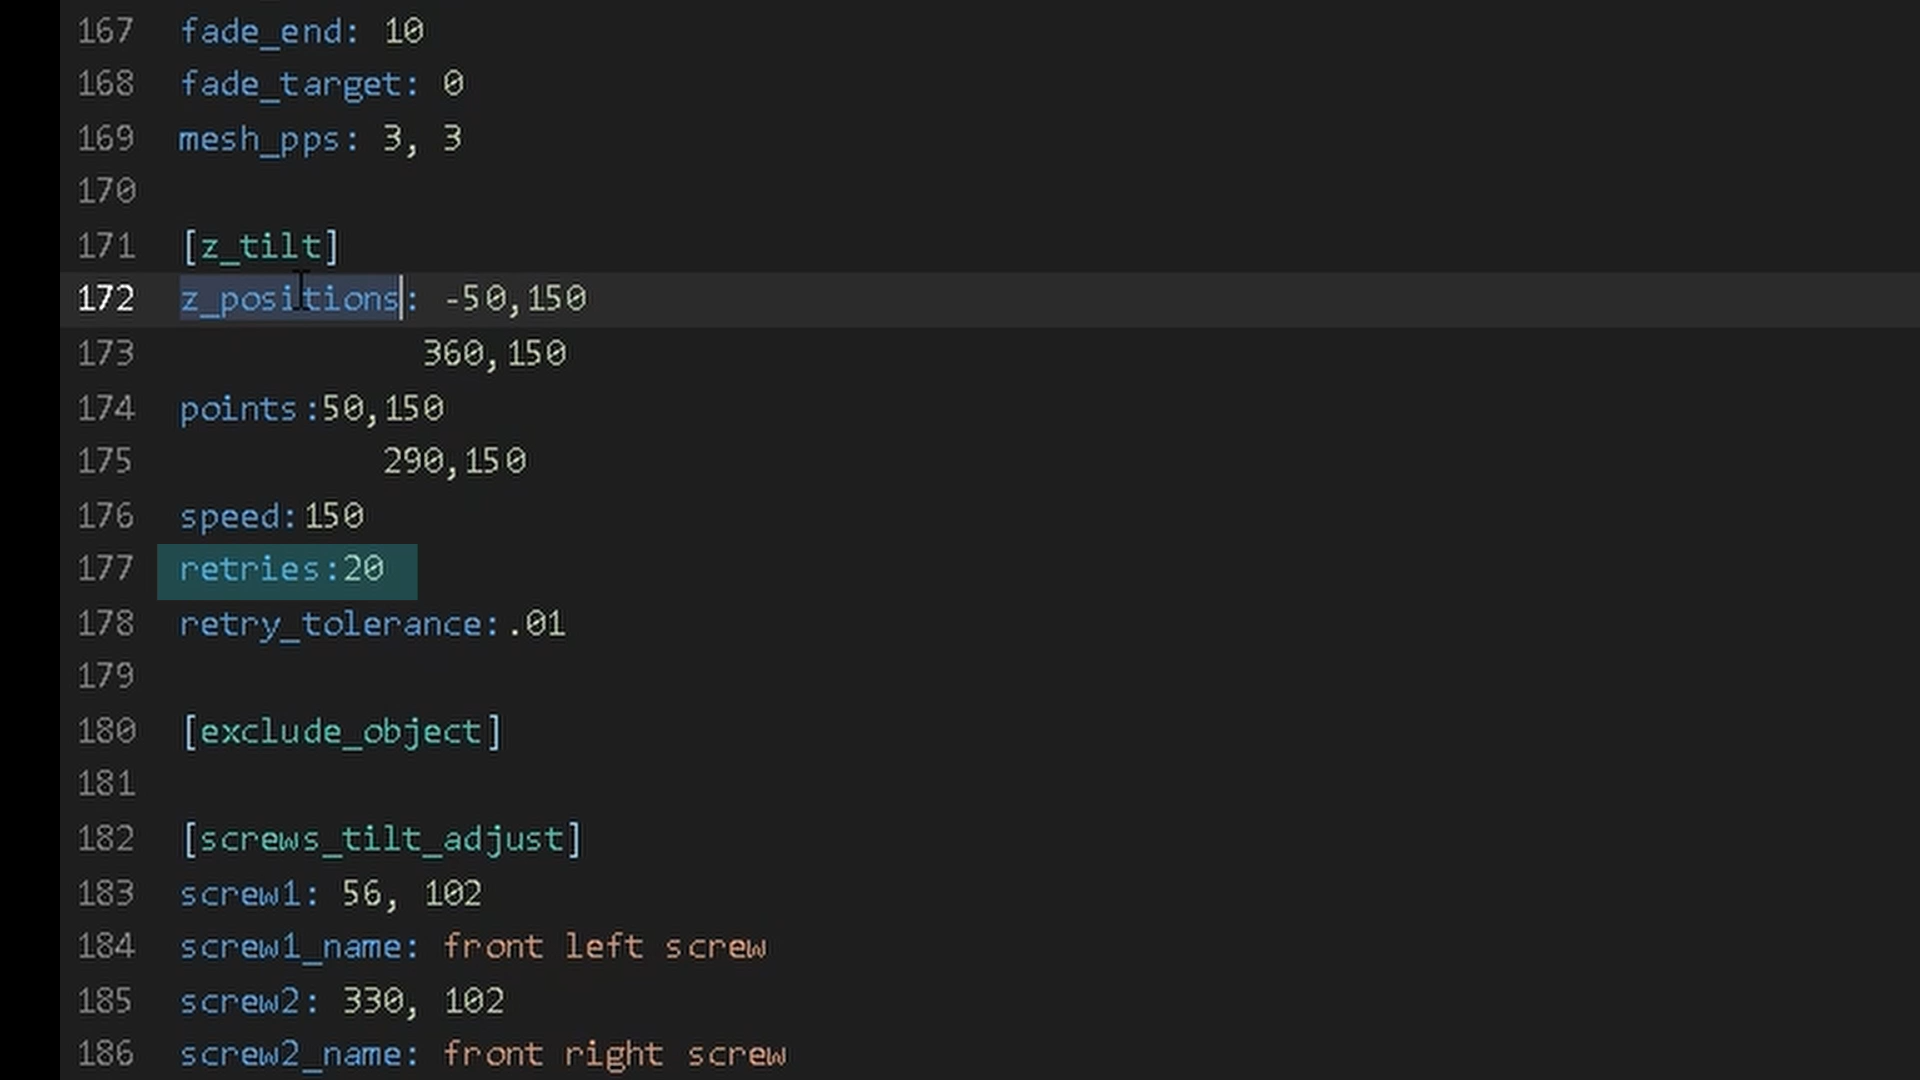 167 fade_end: 10
168 fade_target: 0
169 mesh_pps: 3, 3
170
171 [z_tilt]
172 z_positions: -50,150
173 360,150
174 points:50,150
175 290,150
176 speed:150
177 retries:20
178 retry_tolerance:.01
179
180 [exclude_object]
181
182 [screws_tilt_adjust]
183 screw1: 56, 102
184 screw1_name: front left screw
185 screw2: 330, 102
186 screw2_name: front right screw